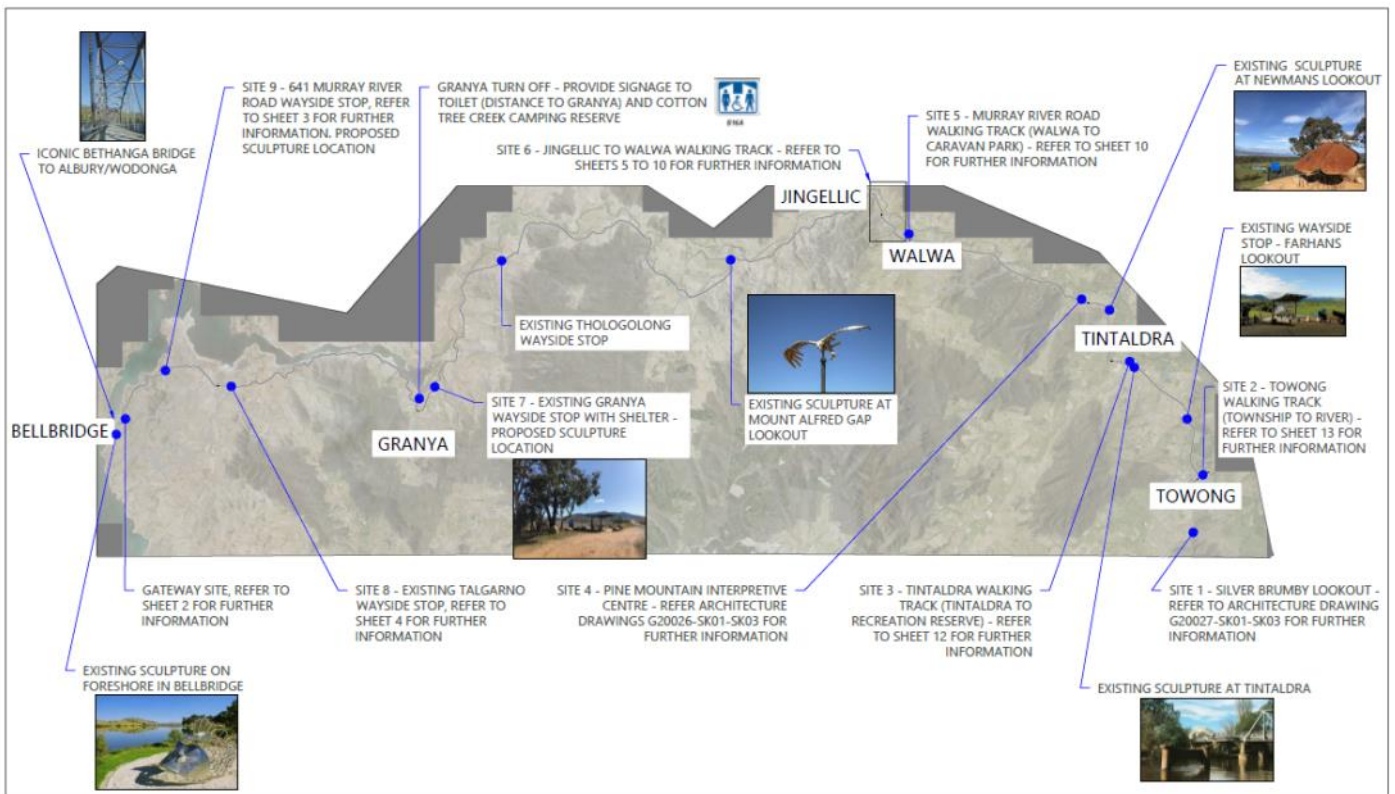 ICONIC BETHANGA BRIDGE
TO ALBURY/WODONGA
SITE 9 - 641 MURRAY RIVER
ROAD WAYSIDE STOP, REFER
TO SHEET 3 FOR FURTHER
INFORMATION. PROPOSED
SCULPTURE LOCATION
GRANYA TURN OFF - PROVIDE SIGNAGE TO
TOILET (DISTANCE TO GRANYA) AND COTTON
TREE CREEK CAMPING RESERVE
SITE 6 - JINGELLIC TO WALWA WALKING TRACK - REFER TO
SHEETS 5 TO 10 FOR FURTHER INFORMATION
SITE 5 - MURRAY RIVER ROAD
WALKING TRACK (WALWA TO
CARAVAN PARK) - REFER TO SHEET 10
FOR FURTHER INFORMATION
EXISTING SCULPTURE
AT NEWMANS LOOKOUT
JINGELLIC
WALWA
EXISTING WAYSIDE
STOP - FARHANS
LOOKOUT
EXISTING THOLOGOLONG
WAYSIDE STOP
TINTALDRA
BELLBRIDGE
GRANYA
SITE 7 - EXISTING GRANYA
WAYSIDE STOP WITH SHELTER -
PROPOSED SCULPTURE
LOCATION
EXISTING SCULPTURE AT
MOUNT ALFRED GAP
LOOKOUT
SITE 2 - TOWONG
WALKING TRACK
(TOWNSHIP TO RIVER) -
REFER TO SHEET 13 FOR
FURTHER INFORMATION
TOWONG
GATEWAY SITE, REFER TO
SHEET 2 FOR FURTHER
INFORMATION
SITE 8 - EXISTING TALGARNO
WAYSIDE STOP, REFER TO
SHEET 4 FOR FURTHER
INFORMATION
SITE 4 - PINE MOUNTAIN INTERPRETIVE
CENTRE - REFER ARCHITECTURE
DRAWINGS G20026-SK01-SK03 FOR
FURTHER INFORMATION
SITE 3 - TINTALDRA WALKING
TRACK (TINTALDRA TO
RECREATION RESERVE) - REFER
TO SHEET 12 FOR FURTHER
INFORMATION
SITE 1 - SILVER BRUMBY LOOKOUT -
REFER TO ARCHITECTURE DRAWING
G20027-SK01-SK03 FOR FURTHER
INFORMATION
EXISTING SCULPTURE ON
FORESHORE IN BELLBRIDGE
EXISTING SCULPTURE AT TINTALDRA